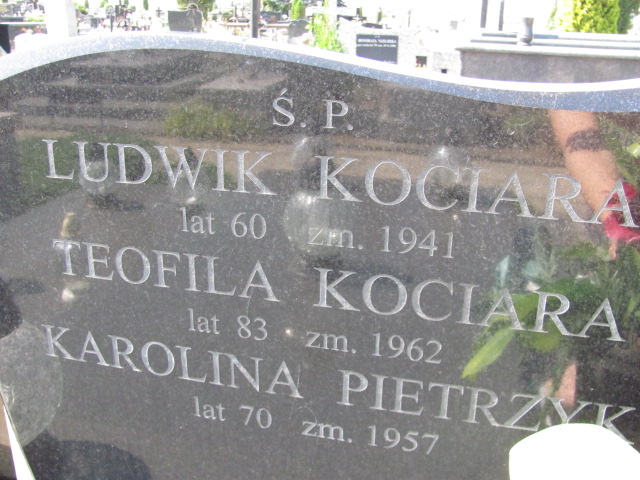 Ś. P.
LUDWIK KOCIARA
lat 60 zm. 1941
TEOFILA KOCIARA
lat 83 zm. 1962
KAROLINA PIETRZYK
lat 70 zm. 1957